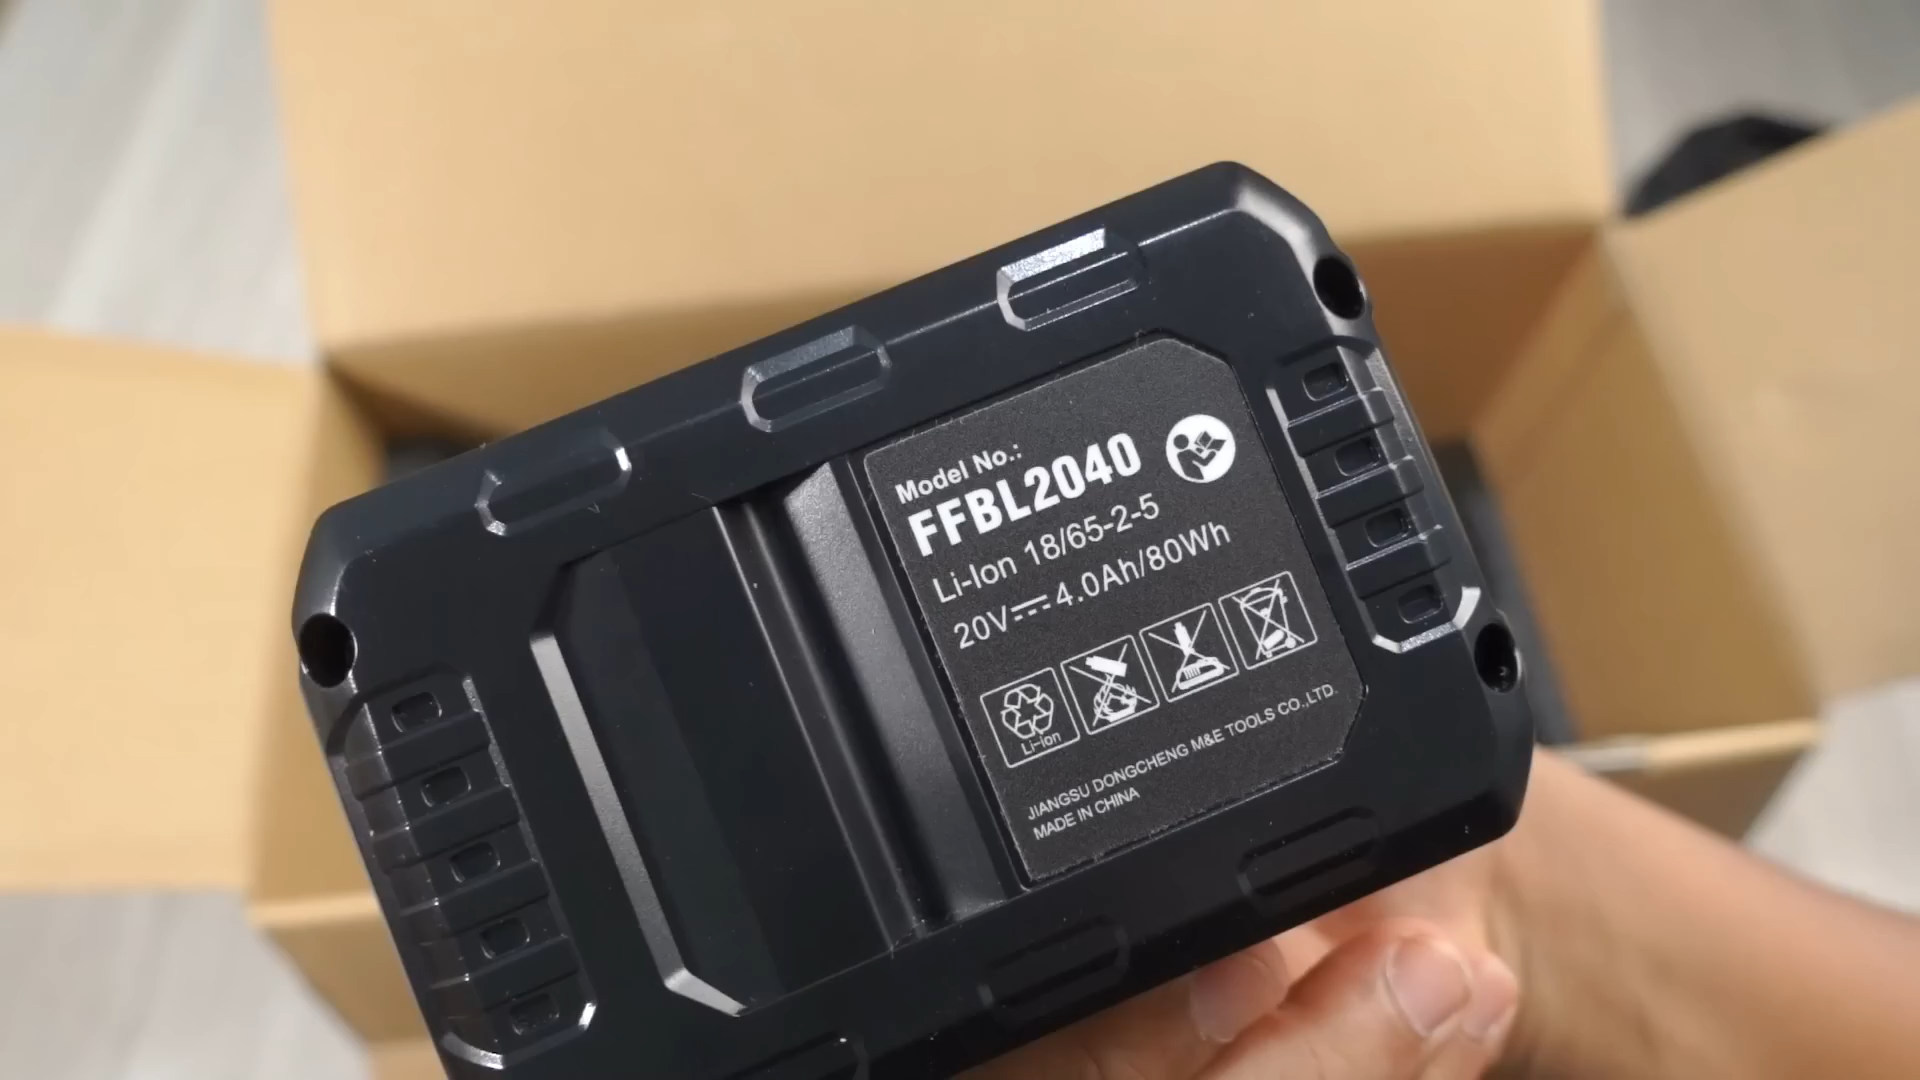 Model No.:
FFBL2040
Li-Ion 18/65-2-5
20V⎓4.0Ah/80Wh
Li-Ion
JIANGSU DONGCHENG M&E TOOLS CO.,LTD.
MADE IN CHINA